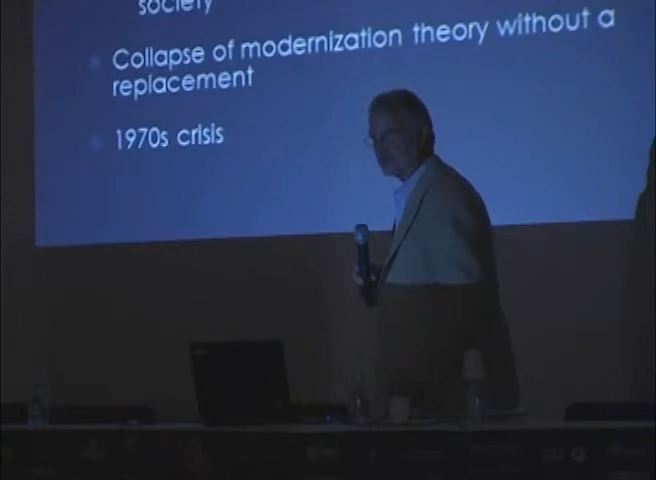 society
Collapse of modernization theory without a
replacement
1970s crisis